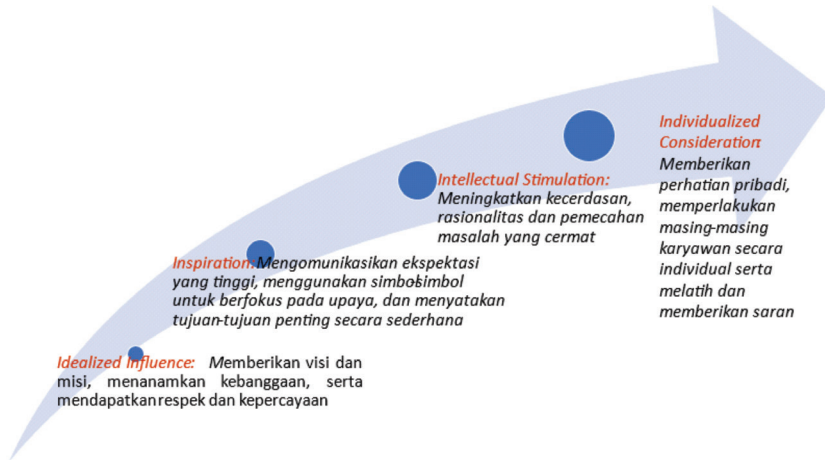 Individualized
Consideration:
Memberikan
perhatian pribadi,
memperlakukan
masing-masing
karyawan secara
individual serta
melatih dan
memberikan saran
Intellectual Stimulation:
Meningkatkan kecerdasan,
rasionalitas dan pemecahan
masalah yang cermat
Inspiration: Mengomunikasikan ekspektasi
yang tinggi, menggunakan simbol-simbol
untuk berfokus pada upaya, dan menyatakan
tujuan-tujuan penting secara sederhana
Idealized Influence: Memberikan visi dan
misi, menanamkan kebanggaan, serta
mendapatkan respek dan kepercayaan